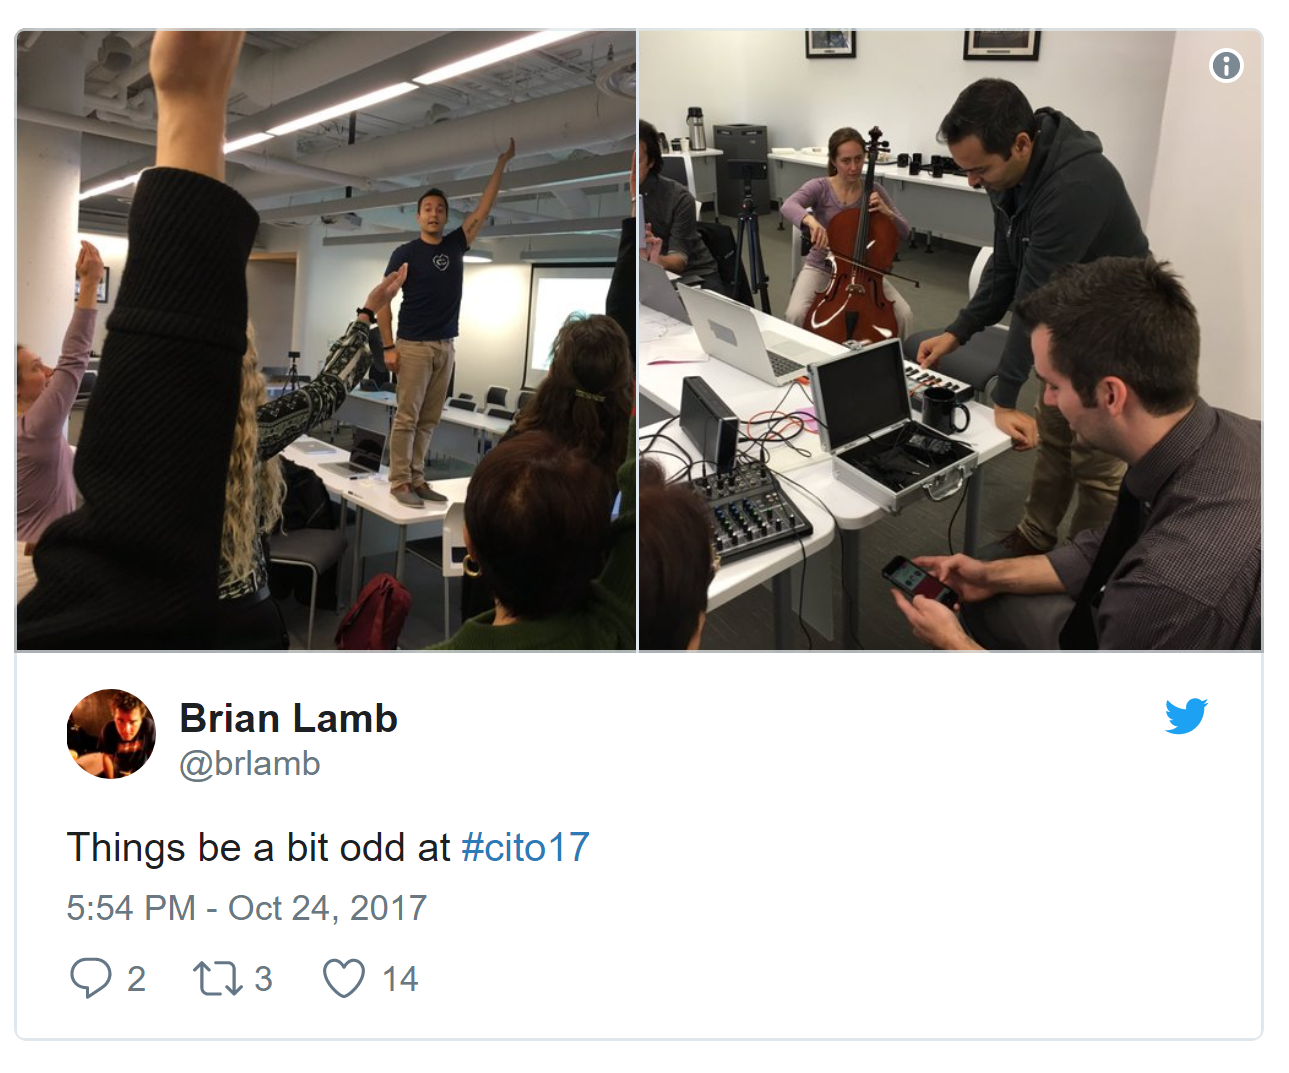 Brian Lamb
@brlamb
Things be a bit odd at #cito17
5:54 PM - Oct 24, 2017
2 3 14